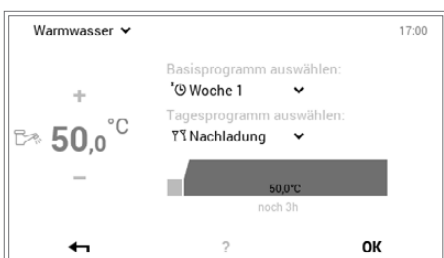 Warmwasser
17:00
Basisprogramm auswählen:
Woche 1
+
Tagesprogramm auswählen:
50,0 °C
Nachladung
–
50,0°C
noch 3h
?
OK